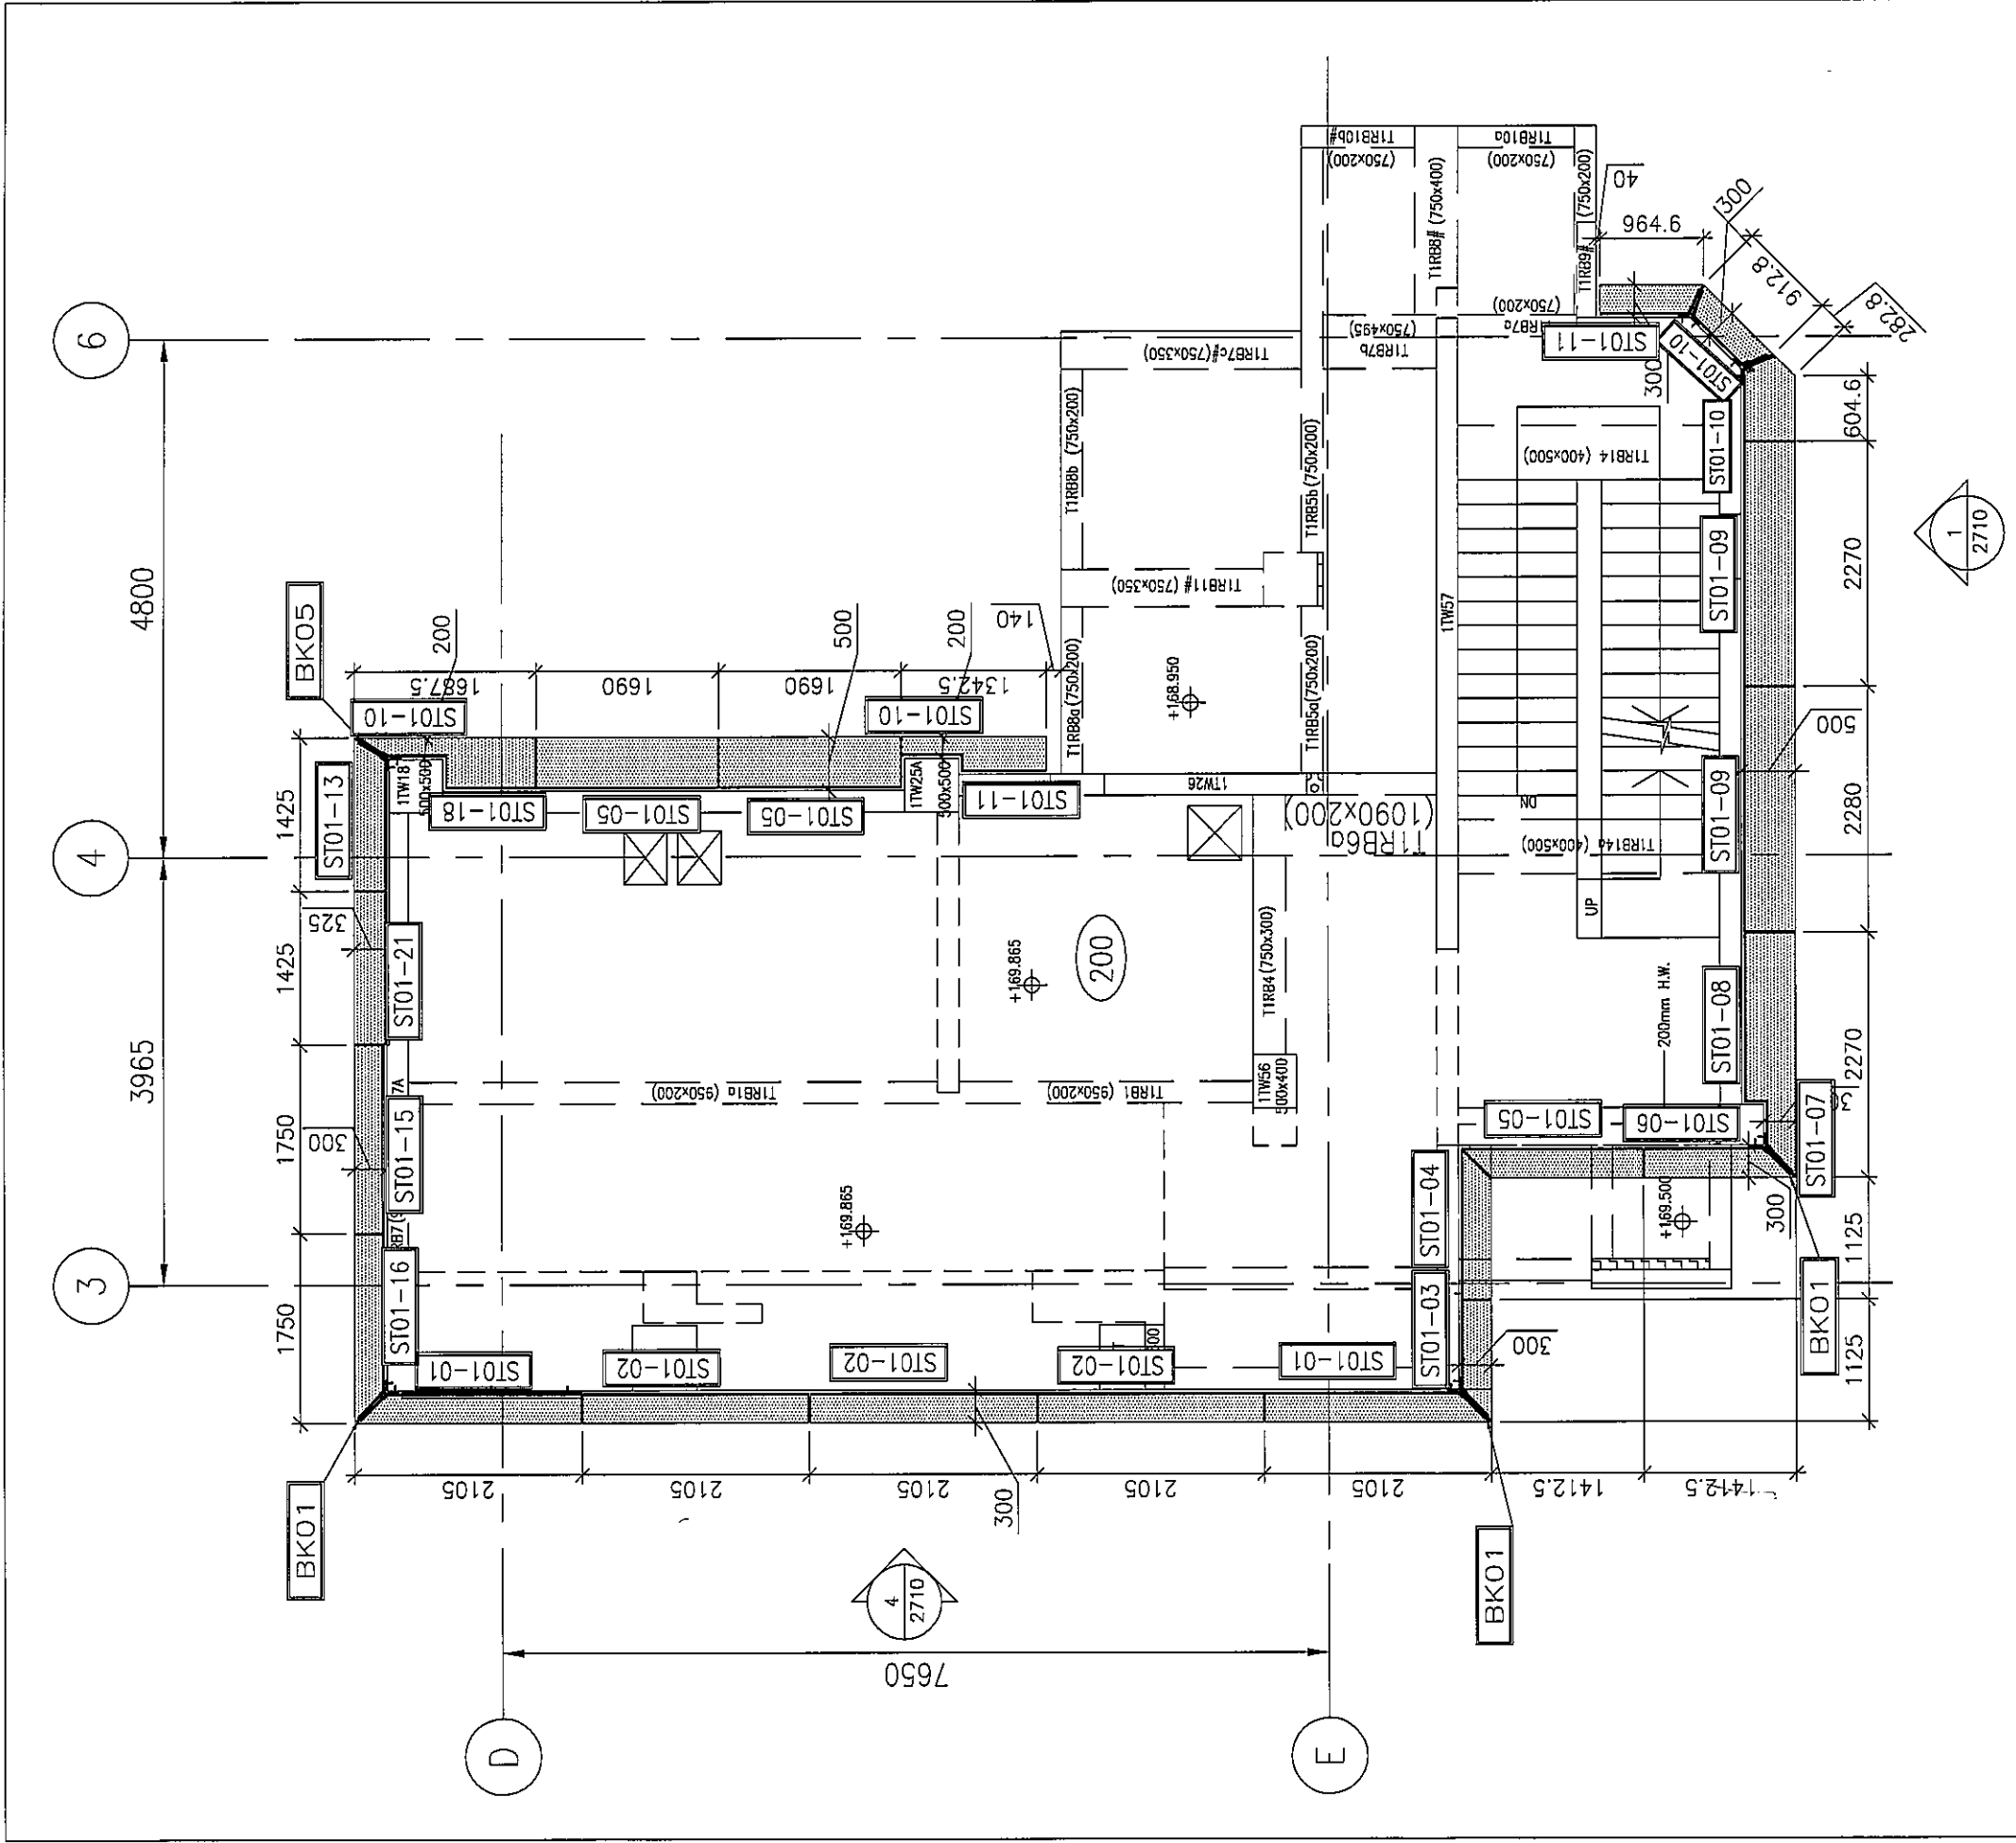 6
4
3
4800
3965
BK05
1425
1425
1750
1750
325
300
ST01-13
ST01-21
ST01-15
7A
ST01-16
ST01-10
1687.5
200
1690
1690
500
1342.5
200
140
ST01-10
1TW18
500x500
ST01-18
ST01-05
ST01-05
1TW25A
500x500
ST01-11
T1RB8a(750x200)
T1RB8b (750x200)
T1RB7c#(750x350)
T1RB7b
(750x495)
T1RB7a
(750x200)
T1RB11# (750x350)
T1RB5a(750x200)
T1RB5b(750x200)
+168.950
T1RB10b#
(750x200)
T1RB10a
(750x200)
T1RB8# (750x400)
T1RB9# (750x200)
40
964.6
300
912.8
282.8
300
ST01-11
ST01-10
ST01-10
604.6
2270
2280
2270
1125
1125
500
1
2710
1TW57
1TW26
T1RB6a
(1090x200)
T1RB14 (400x500)
T1RB14a (400x500)
DN
UP
ST01-09
ST01-09
ST01-08
200mm H.W.
ST01-05
ST01-06
ST01-07
300
BK01
+169.500
+169.865
200
+169.865
T1RB4(750x300)
1TW56
500x400
T1RB1a (950x200)
T1RB1 (950x200)
ST01-04
ST01-03
300
ST01-01
ST01-02
ST01-02
ST01-02
ST01-01
2105
2105
2105
2105
2105
1412.5
1412.5
300
BK01
BK01
4
2710
7650
D
E